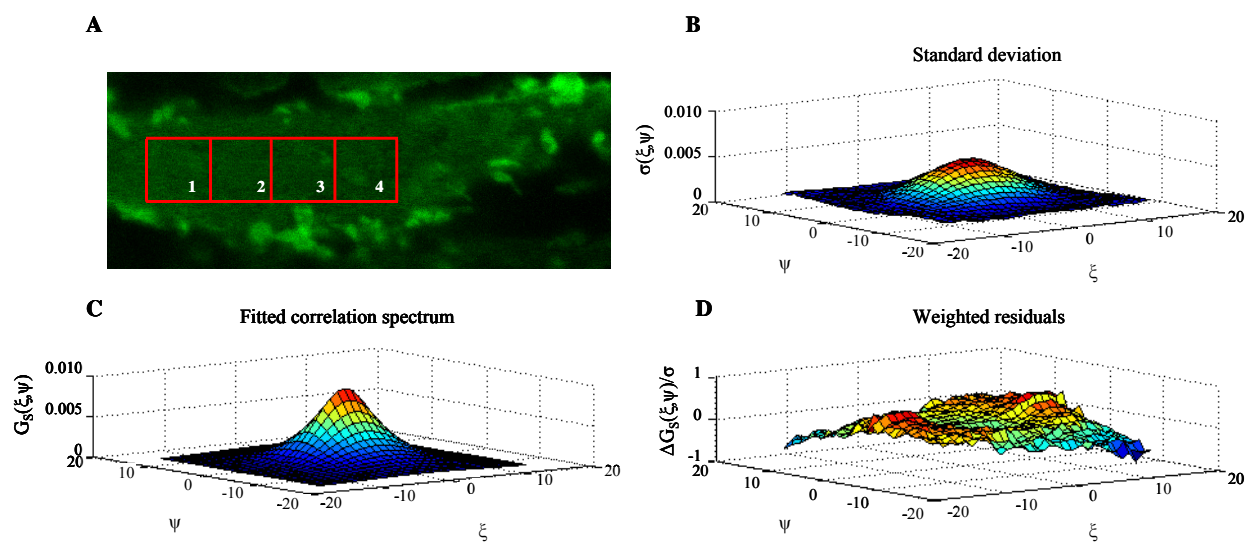 A
1 2 3 4
B
Standard deviation
σ(ξ,ψ)
0.010
0.005
0
20 10 0 -10 -20
ψ
-20 -10 0 10 20
ξ
C
Fitted correlation spectrum
G_S(ξ,ψ)
0.010
0.005
0
20 10 0 -10 -20
ψ
-20 -10 0 10 20
ξ
D
Weighted residuals
ΔG_S(ξ,ψ)/σ
1
0
-1
20 10 0 -10 -20
ψ
-20 -10 0 10 20
ξ